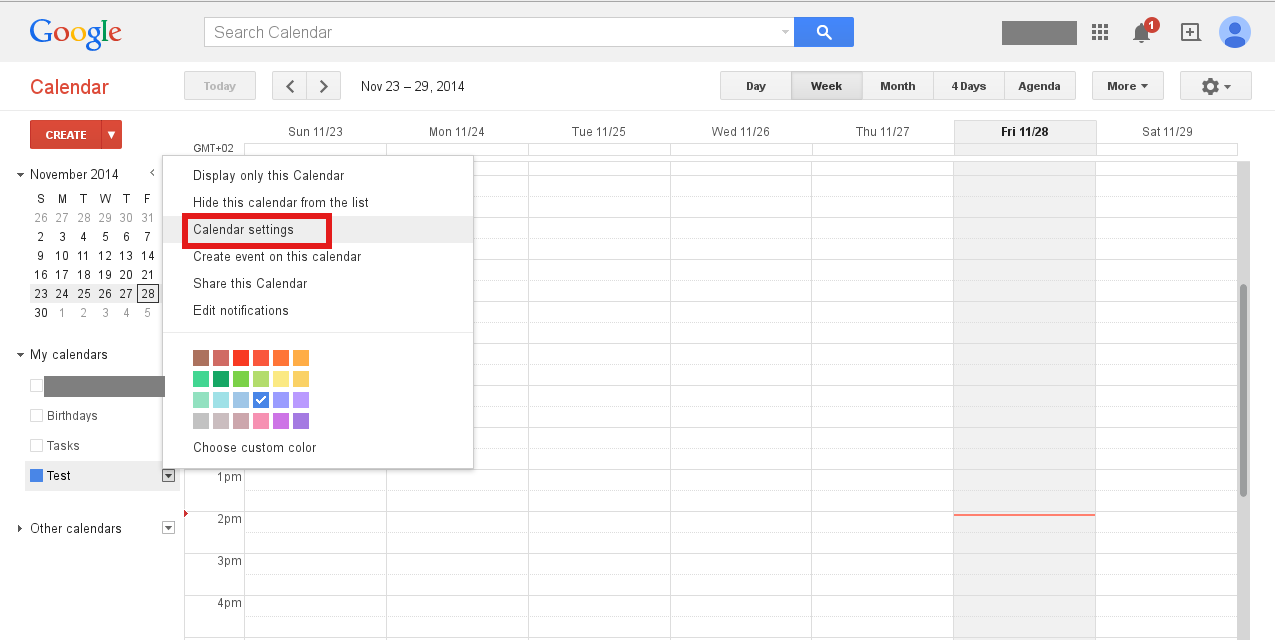 Google
Search Calendar
1
Calendar
Today
Nov 23 – 29, 2014
Day Week Month 4 Days Agenda
More
CREATE
Sun 11/23 Mon 11/24 Tue 11/25 Wed 11/26 Thu 11/27 Fri 11/28 Sat 11/29
GMT+02
November 2014
S M T W T F
26 27 28 29 30 31
2 3 4 5 6 7
9 10 11 12 13 14
16 17 18 19 20 21
23 24 25 26 27 28
30 1 2 3 4 5
Display only this Calendar
Hide this calendar from the list
Calendar settings
Create event on this calendar
Share this Calendar
Edit notifications
Choose custom color
My calendars
Birthdays
Tasks
Test
Other calendars
1pm
2pm
3pm
4pm